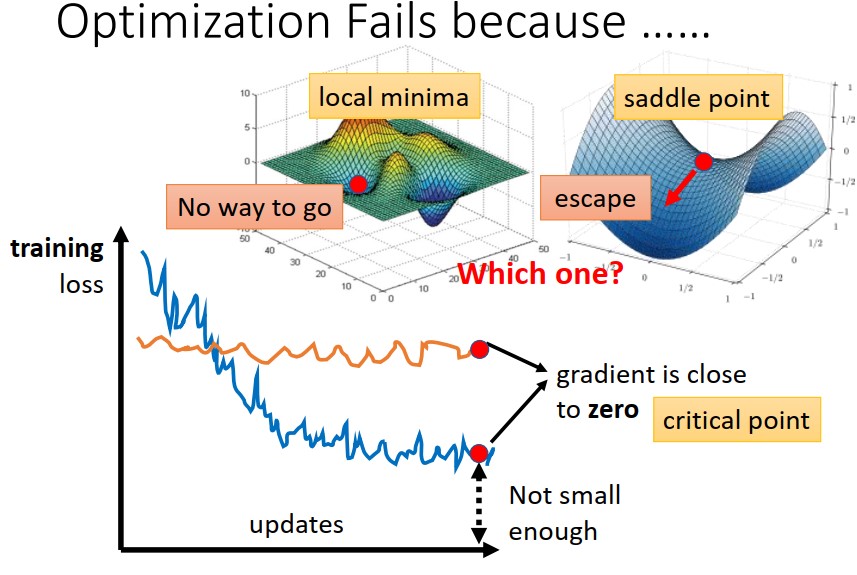 Optimization Fails because ……
local minima
saddle point
No way to go
escape
Which one?
10
5
0
50
40
30
20
10
0
0
10
20
30
40
50
1
1/2
0
−1/2
−1
−1
−1/2
0
1/2
1
−1
−1/2
0
1/2
1
training
loss
gradient is close
to zero
critical point
Not small
enough
updates